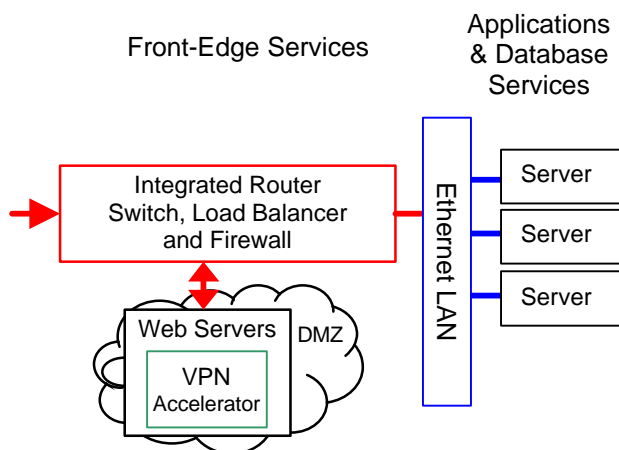 Front-Edge Services
Applications
& Database
Services
Integrated Router
Switch, Load Balancer
and Firewall
Ethernet LAN
Server
Server
Server
Web Servers
DMZ
VPN
Accelerator